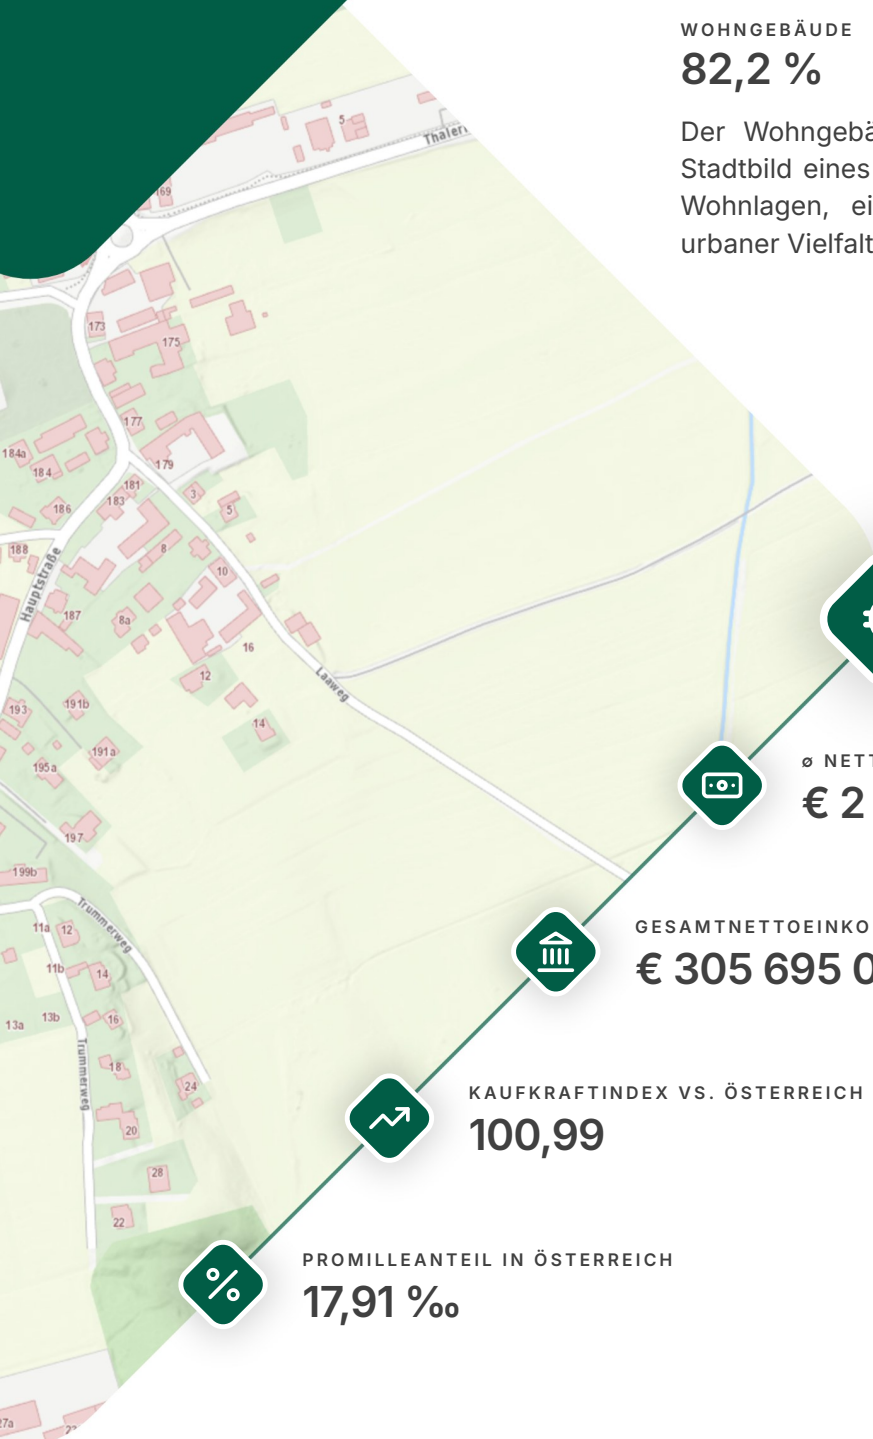 WOHNGEBÄUDE
82,2 %
Der Wohngebä
Stadtbild eines
Wohnlagen, ei
urbaner Vielfalt
5
Thaler
169
173
175
177
184a
184
179
181
183
3
186
5
188
8
Hauptstraße
10
187
8a
16
12
Laaweg
193
191b
14
191a
195a
ø NETT
€ 2
197
199b
Trummerweg
11a
12
GESAMTNETTOEINKO
€ 305 695 0
11b
14
13a
13b
16
Trummerweg
18
24
KAUFKRAFTINDEX VS. ÖSTERREICH
100,99
20
28
22
PROMILLEANTEIL IN ÖSTERREICH
17,91 ‰
27a